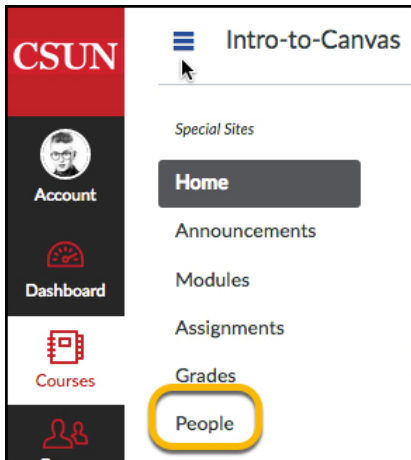 CSUN
Intro-to-Canvas
Special Sites
Account
Home
Announcements
Dashboard
Modules
Assignments
Courses
Grades
People